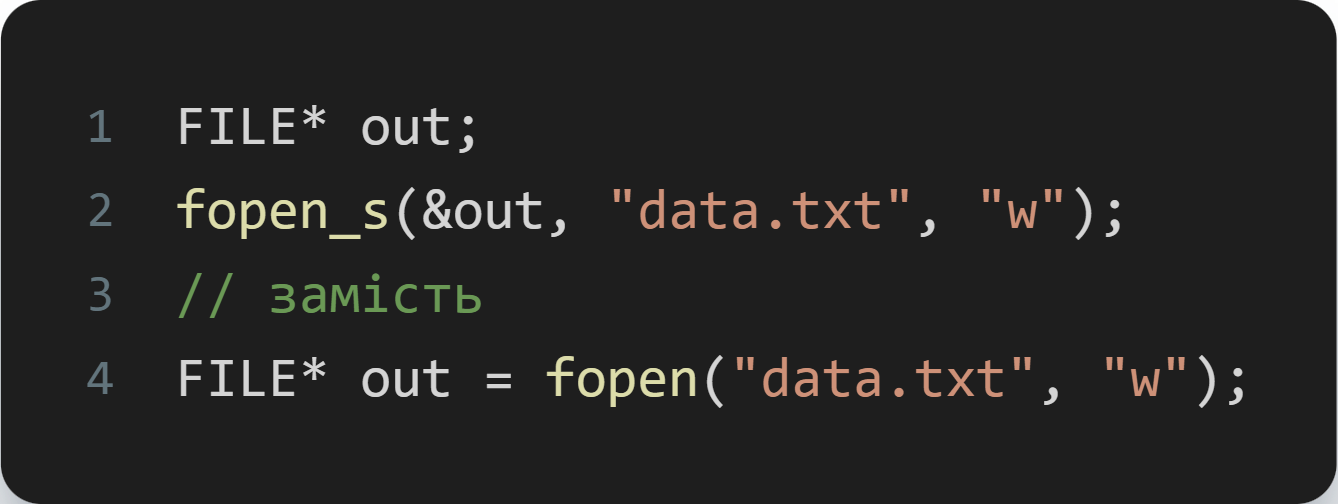 1 FILE* out;
2 fopen_s(&out, "data.txt", "w");
3 // замість
4 FILE* out = fopen("data.txt", "w");